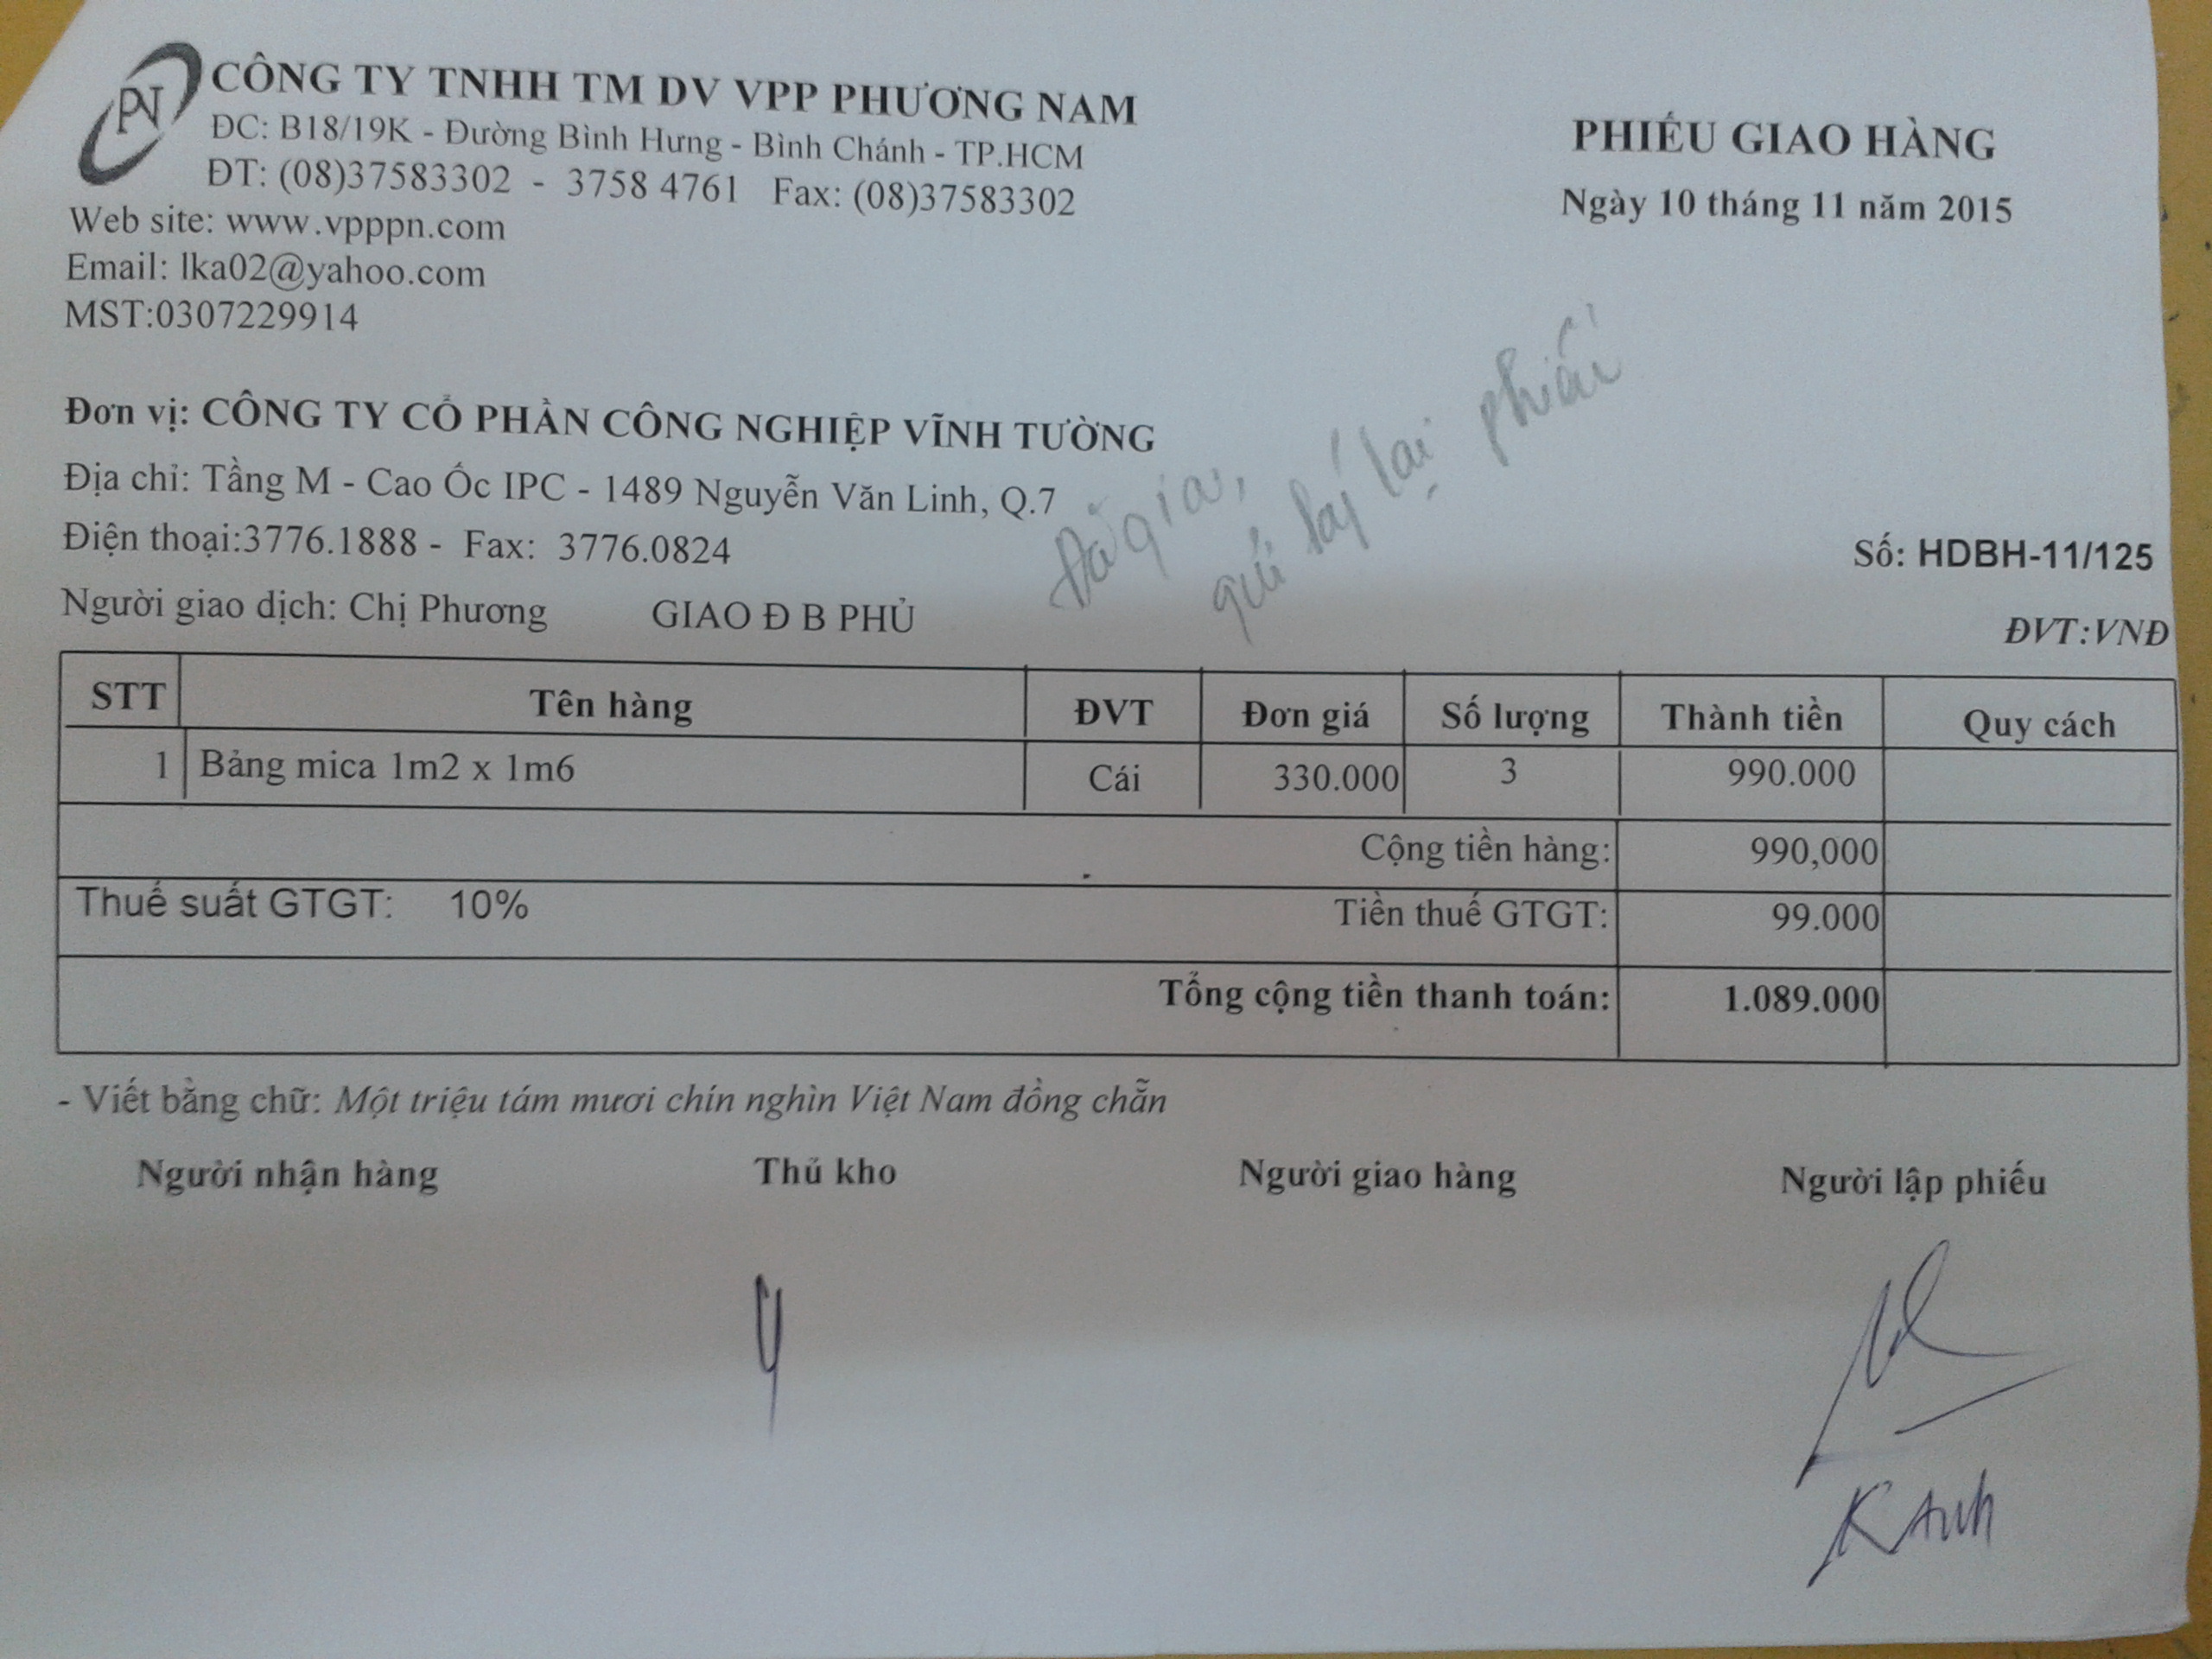 PN
CÔNG TY TNHH TM DV VPP PHƯƠNG NAM
ĐC: B18/19K - Đường Bình Hưng - Bình Chánh - TP.HCM
ĐT: (08)37583302 - 3758 4761 Fax: (08)37583302
Web site: www.vpppn.com
Email: lka02@yahoo.com
MST:0307229914
PHIẾU GIAO HÀNG
Ngày 10 tháng 11 năm 2015
Đơn vị: CÔNG TY CỔ PHẦN CÔNG NGHIỆP VĨNH TƯỜNG
Địa chỉ: Tầng M - Cao Ốc IPC - 1489 Nguyễn Văn Linh, Q.7
Điện thoại:3776.1888 - Fax: 3776.0824
Người giao dịch: Chị Phương GIAO Đ B PHỦ
Đã giao,
gửi lại phiếu
Số: HDBH-11/125
ĐVT:VNĐ
STT Tên hàng ĐVT Đơn giá Số lượng Thành tiền Quy cách
1 Bảng mica 1m2 x 1m6 Cái 330.000 3 990.000
Cộng tiền hàng: 990,000
Thuế suất GTGT: 10% Tiền thuế GTGT: 99.000
Tổng cộng tiền thanh toán: 1.089.000
- Viết bằng chữ: Một triệu tám mươi chín nghìn Việt Nam đồng chẵn
Người nhận hàng Thủ kho Người giao hàng Người lập phiếu
K Anh